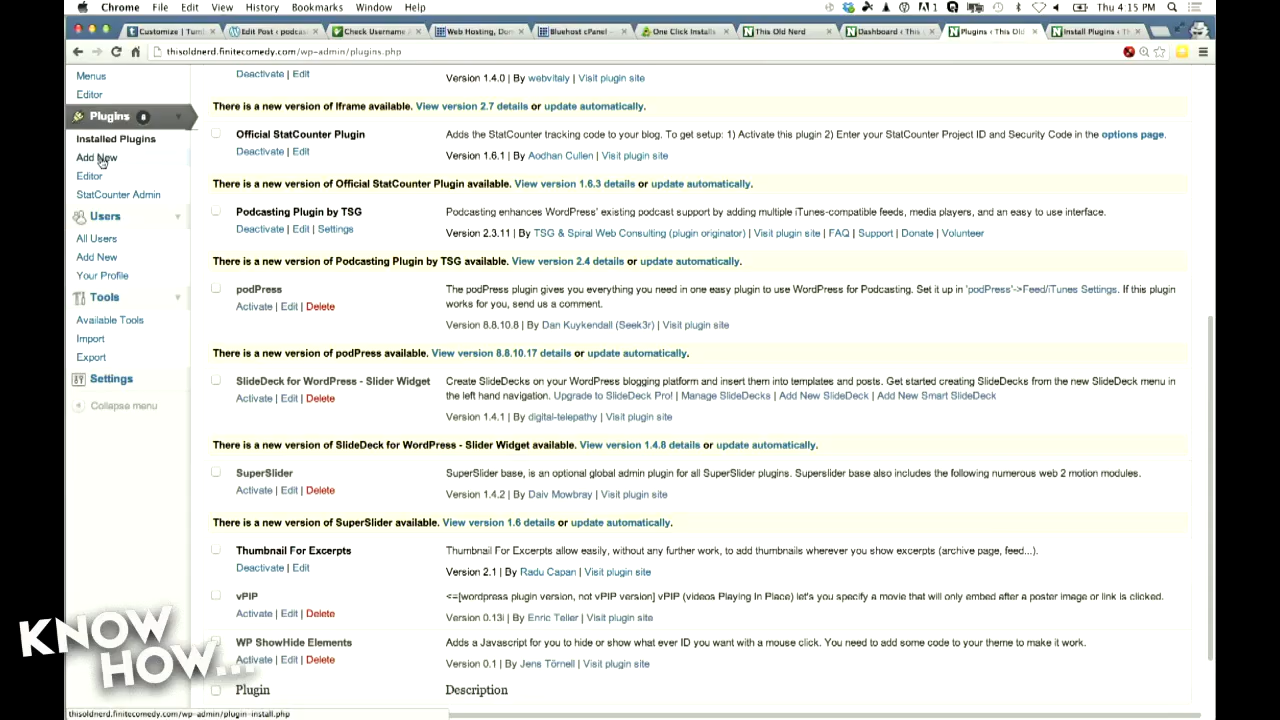 Chrome File Edit View History Bookmarks Window Help 1 Thu 4:15 PM
Customize | Tum Edit Post ‹ podcas Check Username / Web Hosting, Dom Bluehost cPanel - One Click Installs This Old Nerd Dashboard ‹ This Plugins ‹ This Old Install Plugins ‹ Th
thisoldnerd.finitecomedy.com/wp-admin/plugins.php
Menus
Editor
Plugins 8
Installed Plugins
Add New
Editor
StatCounter Admin
Users
All Users
Add New
Your Profile
Tools
Available Tools
Import
Export
Settings
Collapse menu
Deactivate | Edit
Version 1.4.0 | By webvitaly | Visit plugin site
There is a new version of Iframe available. View version 2.7 details or update automatically.
Official StatCounter Plugin
Adds the StatCounter tracking code to your blog. To get setup: 1) Activate this plugin 2) Enter your StatCounter Project ID and Security Code in the options page.
Deactivate | Edit
Version 1.6.1 | By Aodhan Cullen | Visit plugin site
There is a new version of Official StatCounter Plugin available. View version 1.6.3 details or update automatically.
Podcasting Plugin by TSG
Podcasting enhances WordPress' existing podcast support by adding multiple iTunes-compatible feeds, media players, and an easy to use interface.
Deactivate | Edit | Settings
Version 2.3.11 | By TSG & Spiral Web Consulting (plugin originator) | Visit plugin site | FAQ | Support | Donate | Volunteer
There is a new version of Podcasting Plugin by TSG available. View version 2.4 details or update automatically.
podPress
The podPress plugin gives you everything you need in one easy plugin to use WordPress for Podcasting. Set it up in 'podPress'->Feed/iTunes Settings. If this plugin
works for you, send us a comment.
Activate | Edit | Delete
Version 8.8.10.8 | By Dan Kuykendall (Seek3r) | Visit plugin site
There is a new version of podPress available. View version 8.8.10.17 details or update automatically.
SlideDeck for WordPress - Slider Widget
Create SlideDecks on your WordPress blogging platform and insert them into templates and posts. Get started creating SlideDecks from the new SlideDeck menu in
the left hand navigation. Upgrade to SlideDeck Pro! | Manage SlideDecks | Add New SlideDeck | Add New Smart SlideDeck
Activate | Edit | Delete
Version 1.4.1 | By digital-telepathy | Visit plugin site
There is a new version of SlideDeck for WordPress - Slider Widget available. View version 1.4.8 details or update automatically.
SuperSlider
SuperSlider base, is an optional global admin plugin for all SuperSlider plugins. Superslider base also includes the following numerous web 2 motion modules.
Activate | Edit | Delete
Version 1.4.2 | By Daiv Mowbray | Visit plugin site
There is a new version of SuperSlider available. View version 1.6 details or update automatically.
Thumbnail For Excerpts
Thumbnail For Excerpts allow easily, without any further work, to add thumbnails wherever you show excerpts (archive page, feed...).
Deactivate | Edit
Version 2.1 | By Radu Capan | Visit plugin site
vPIP
<=[wordpress plugin version, not vPIP version] vPIP (videos Playing In Place) let's you specify a movie that will only embed after a poster image or link is clicked.
Activate | Edit | Delete
Version 0.13i | By Enric Teller | Visit plugin site
WP ShowHide Elements
Adds a Javascript for you to hide or show what ever ID you want with a mouse click. You need to add some code to your theme to make it work.
Activate | Edit | Delete
Version 0.1 | By Jens Törnell | Visit plugin site
Plugin Description
KNOW
HOW...
thisoldnerd.finitecomedy.com/wp-admin/plugin-install.php